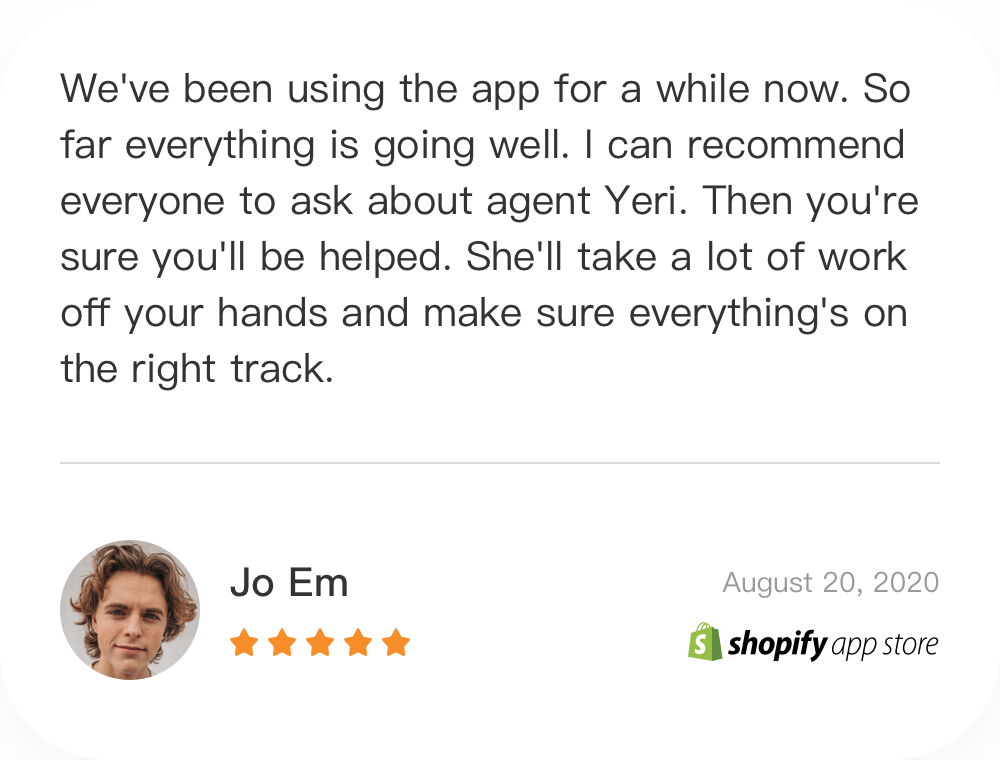 We've been using the app for a while now. So
far everything is going well. I can recommend
everyone to ask about agent Yeri. Then you're
sure you'll be helped. She'll take a lot of work
off your hands and make sure everything's on
the right track.
Jo Em
August 20, 2020
shopify app store